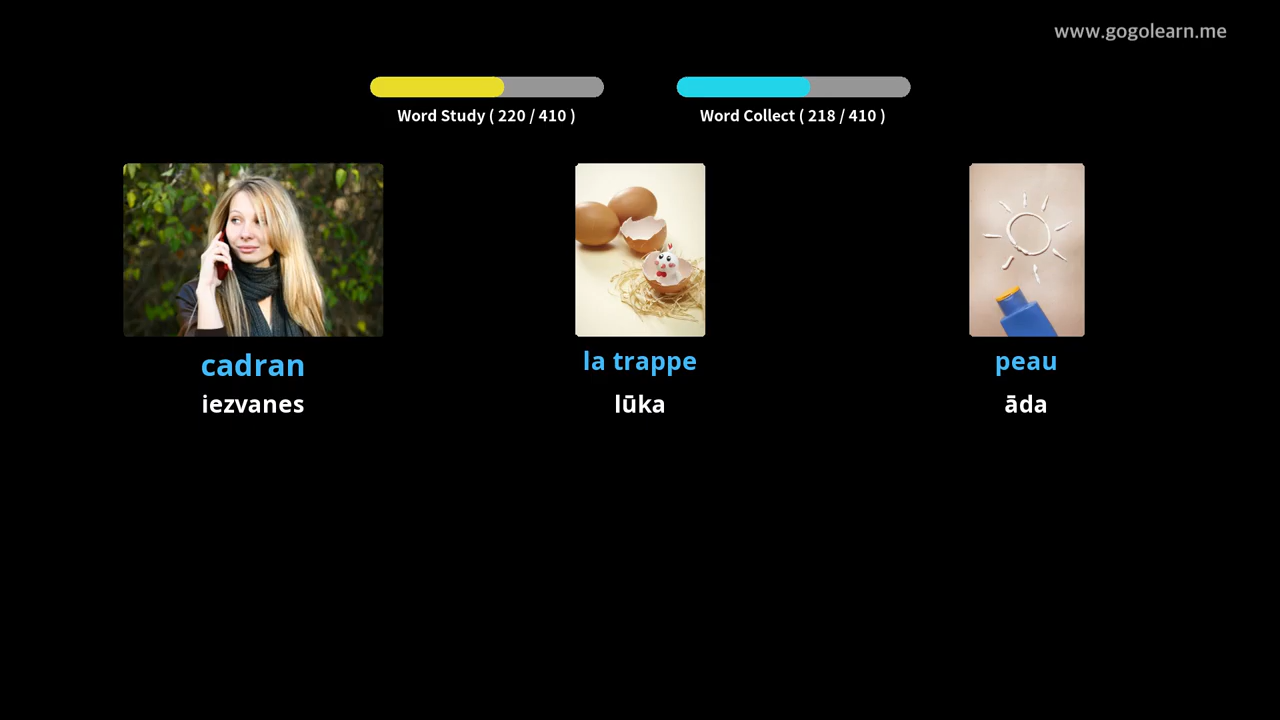 www.gogolearn.me
Word Study ( 220 / 410 )
Word Collect ( 218 / 410 )
cadran
la trappe
peau
iezvanes
lūka
āda